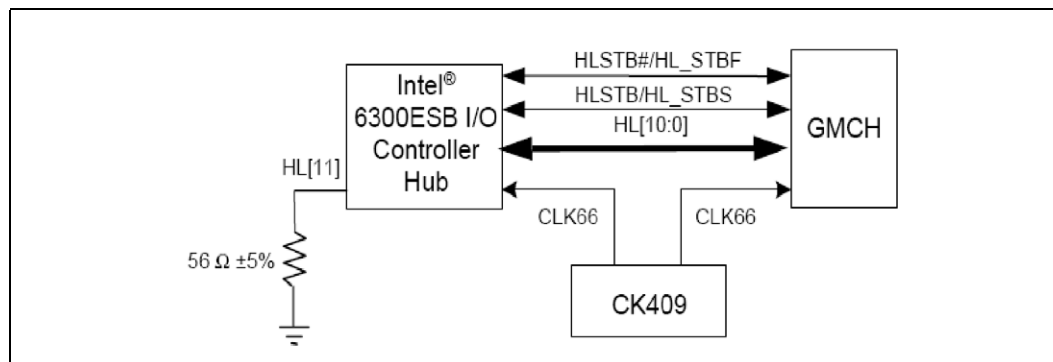 HLSTB#/HL_STBF
Intel®
6300ESB I/O
Controller
Hub
HLSTB/HL_STBS
HL[10:0]
GMCH
HL[11]
CLK66
CLK66
56 Ω ±5%
CK409